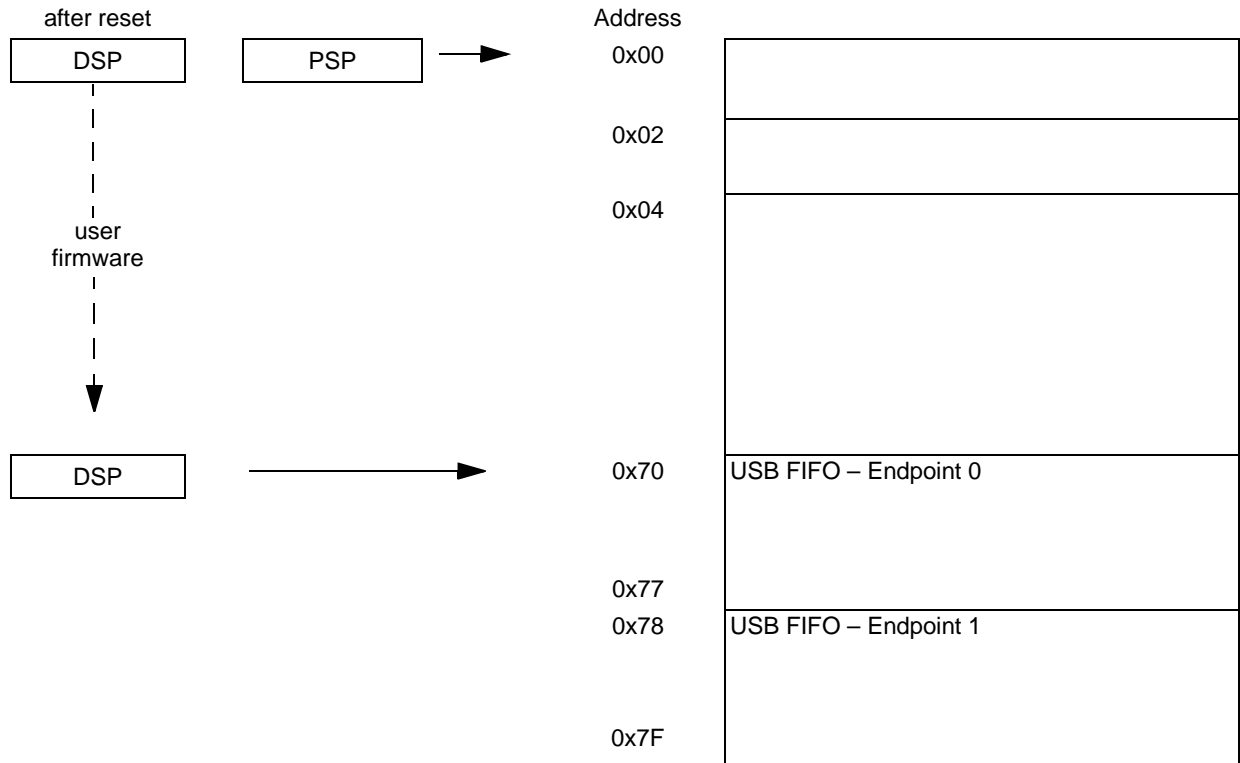 after reset
Address
DSP
PSP
0x00
0x02
0x04
user
firmware
DSP
0x70
USB FIFO – Endpoint 0
0x77
0x78
USB FIFO – Endpoint 1
0x7F